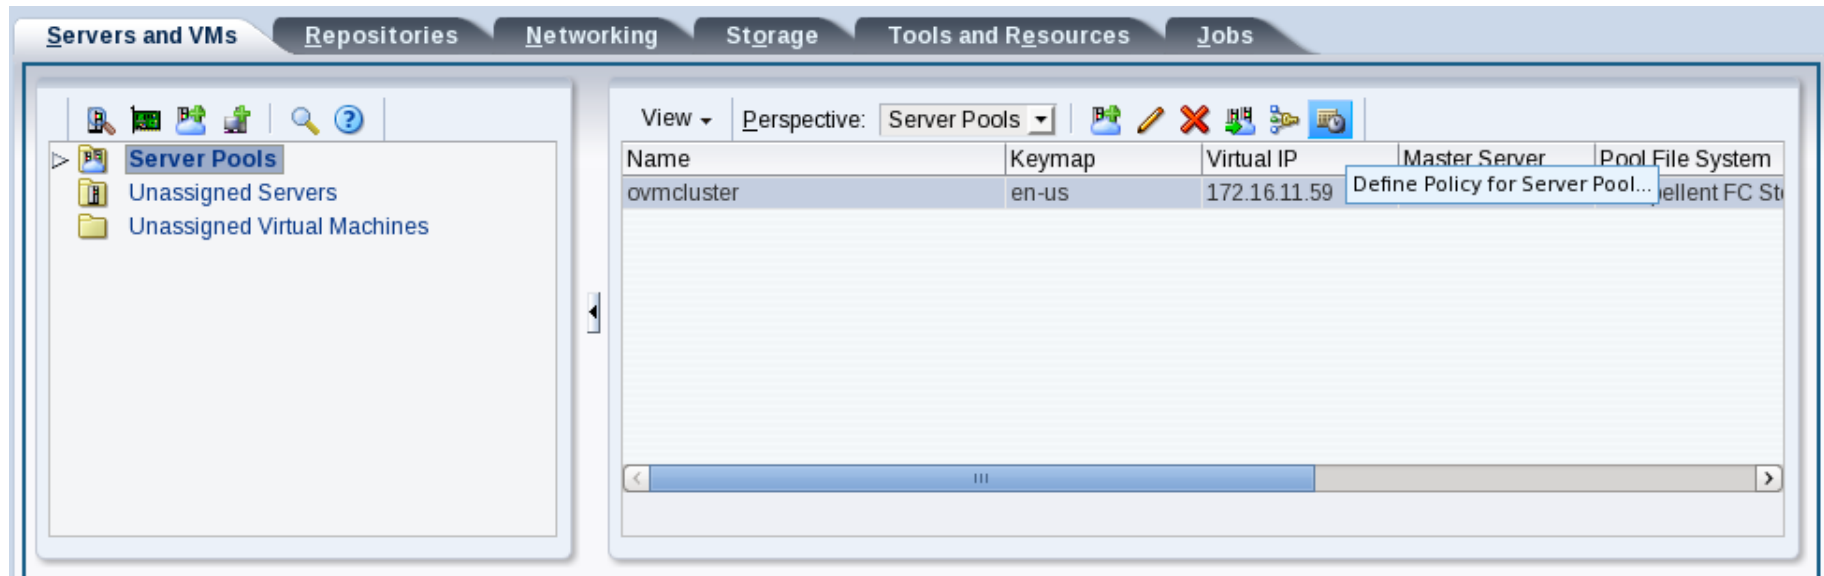 Servers and VMs Repositories Networking Storage Tools and Resources Jobs
View Perspective: Server Pools
Server Pools
Unassigned Servers
Unassigned Virtual Machines
Name Keymap Virtual IP Master Server Pool File System
ovmcluster en-us 172.16.11.59
Define Policy for Server Pool...